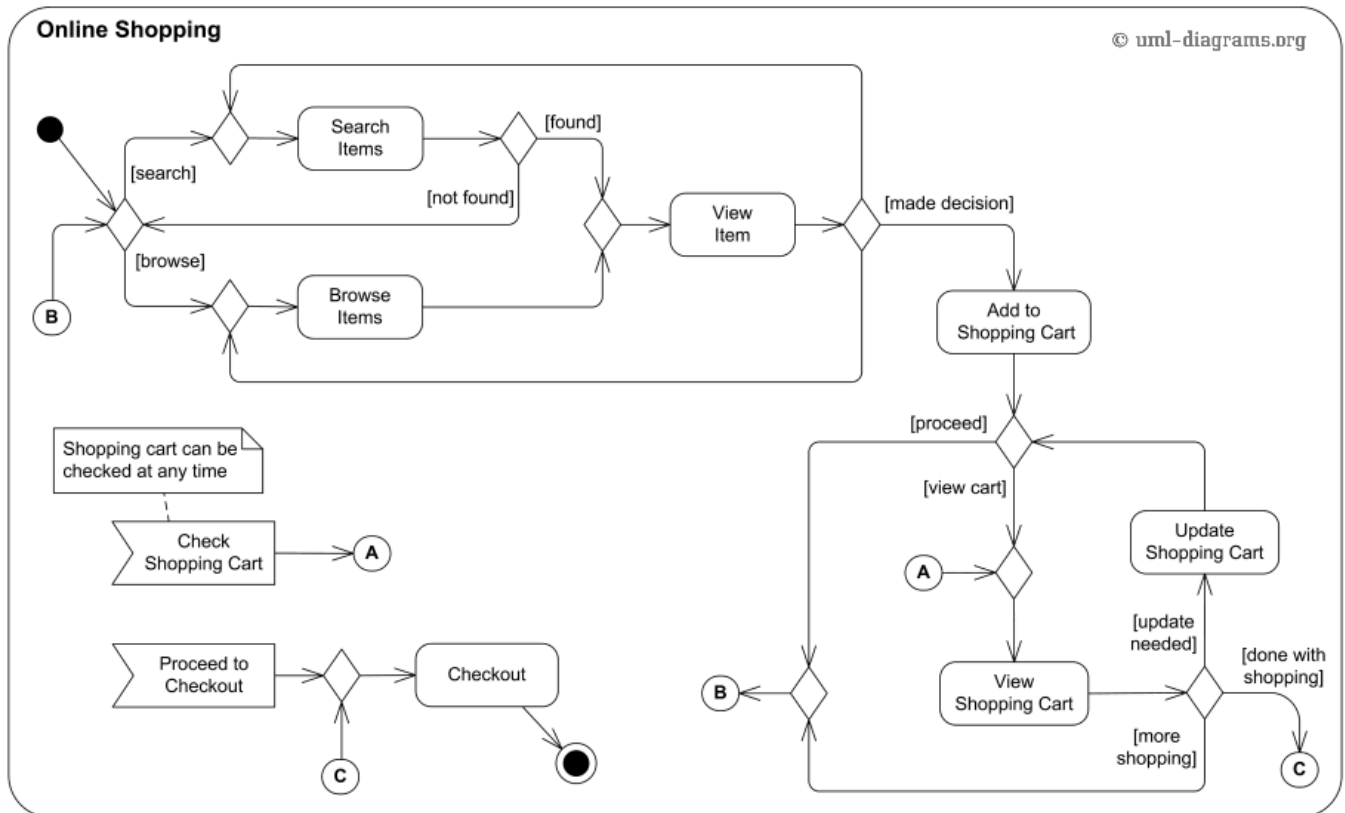 Online Shopping
© uml-diagrams.org
Search
Items
[found]
[search]
[not found]
View
Item
[made decision]
[browse]
Browse
Items
B
Add to
Shopping Cart
[proceed]
Shopping cart can be
checked at any time
[view cart]
Check
Shopping Cart
A
Update
Shopping Cart
A
[update
needed]
[done with
shopping]
Proceed to
Checkout
Checkout
B
View
Shopping Cart
[more
shopping]
C
C